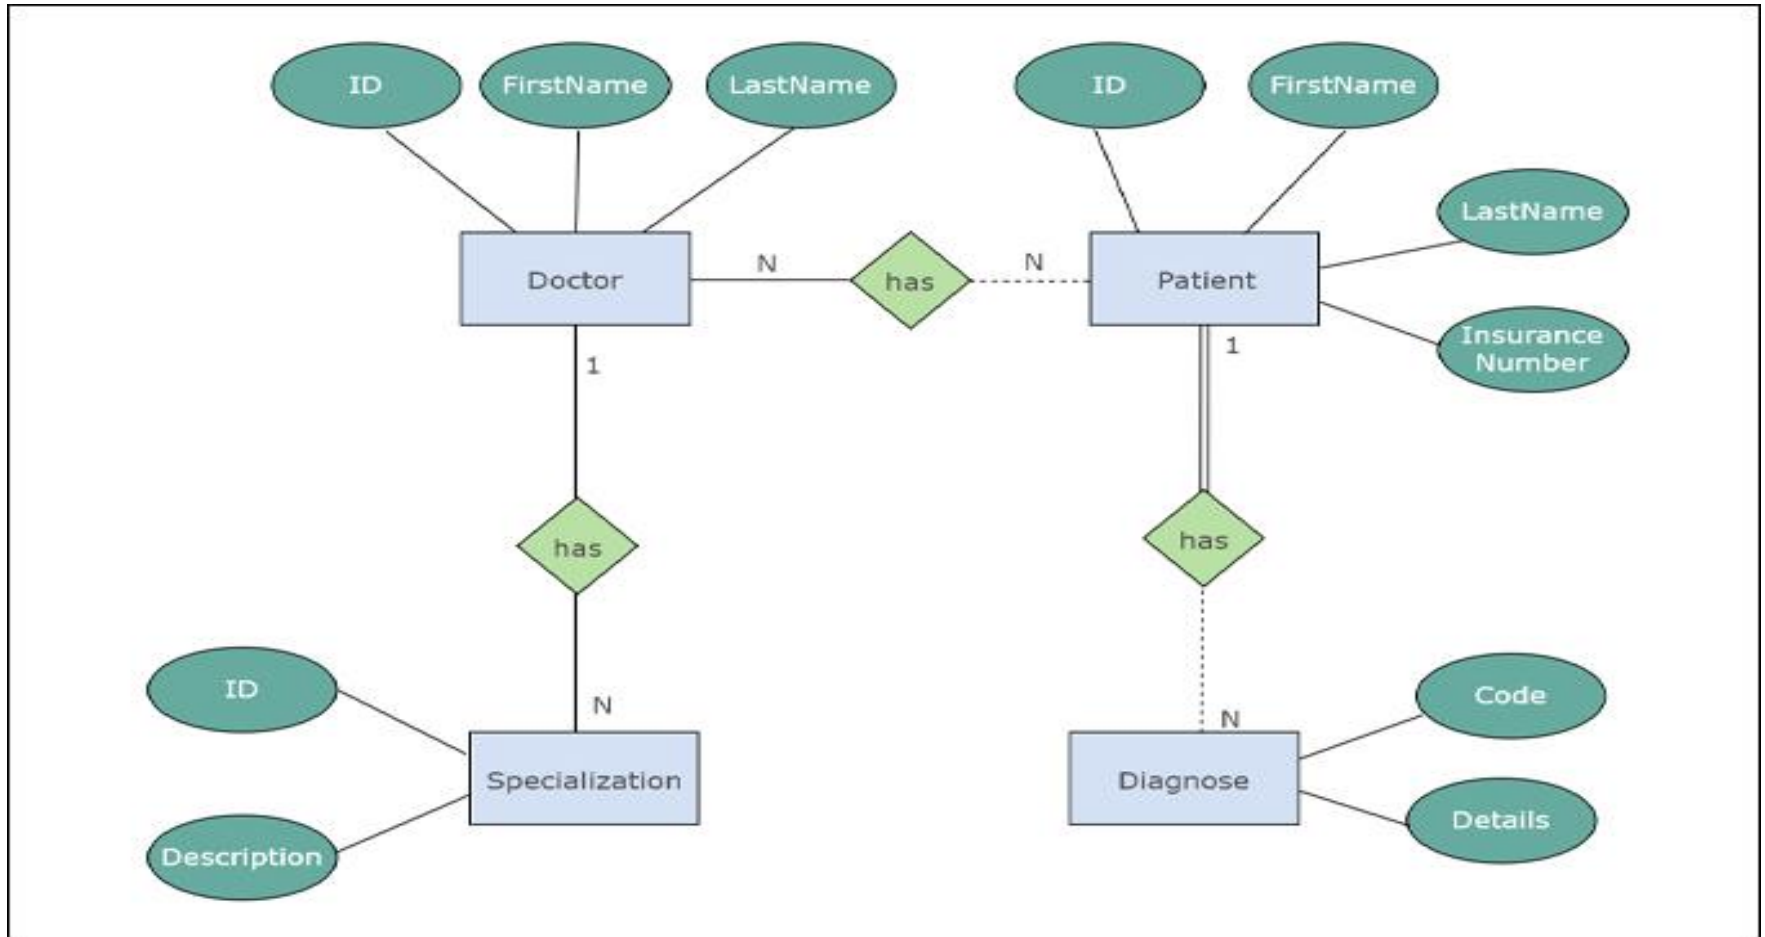 ID
FirstName
LastName
ID
FirstName
LastName
Doctor
N
has
N
Patient
Insurance
Number
1
1
has
has
ID
N
Code
N
Specialization
Diagnose
Details
Description